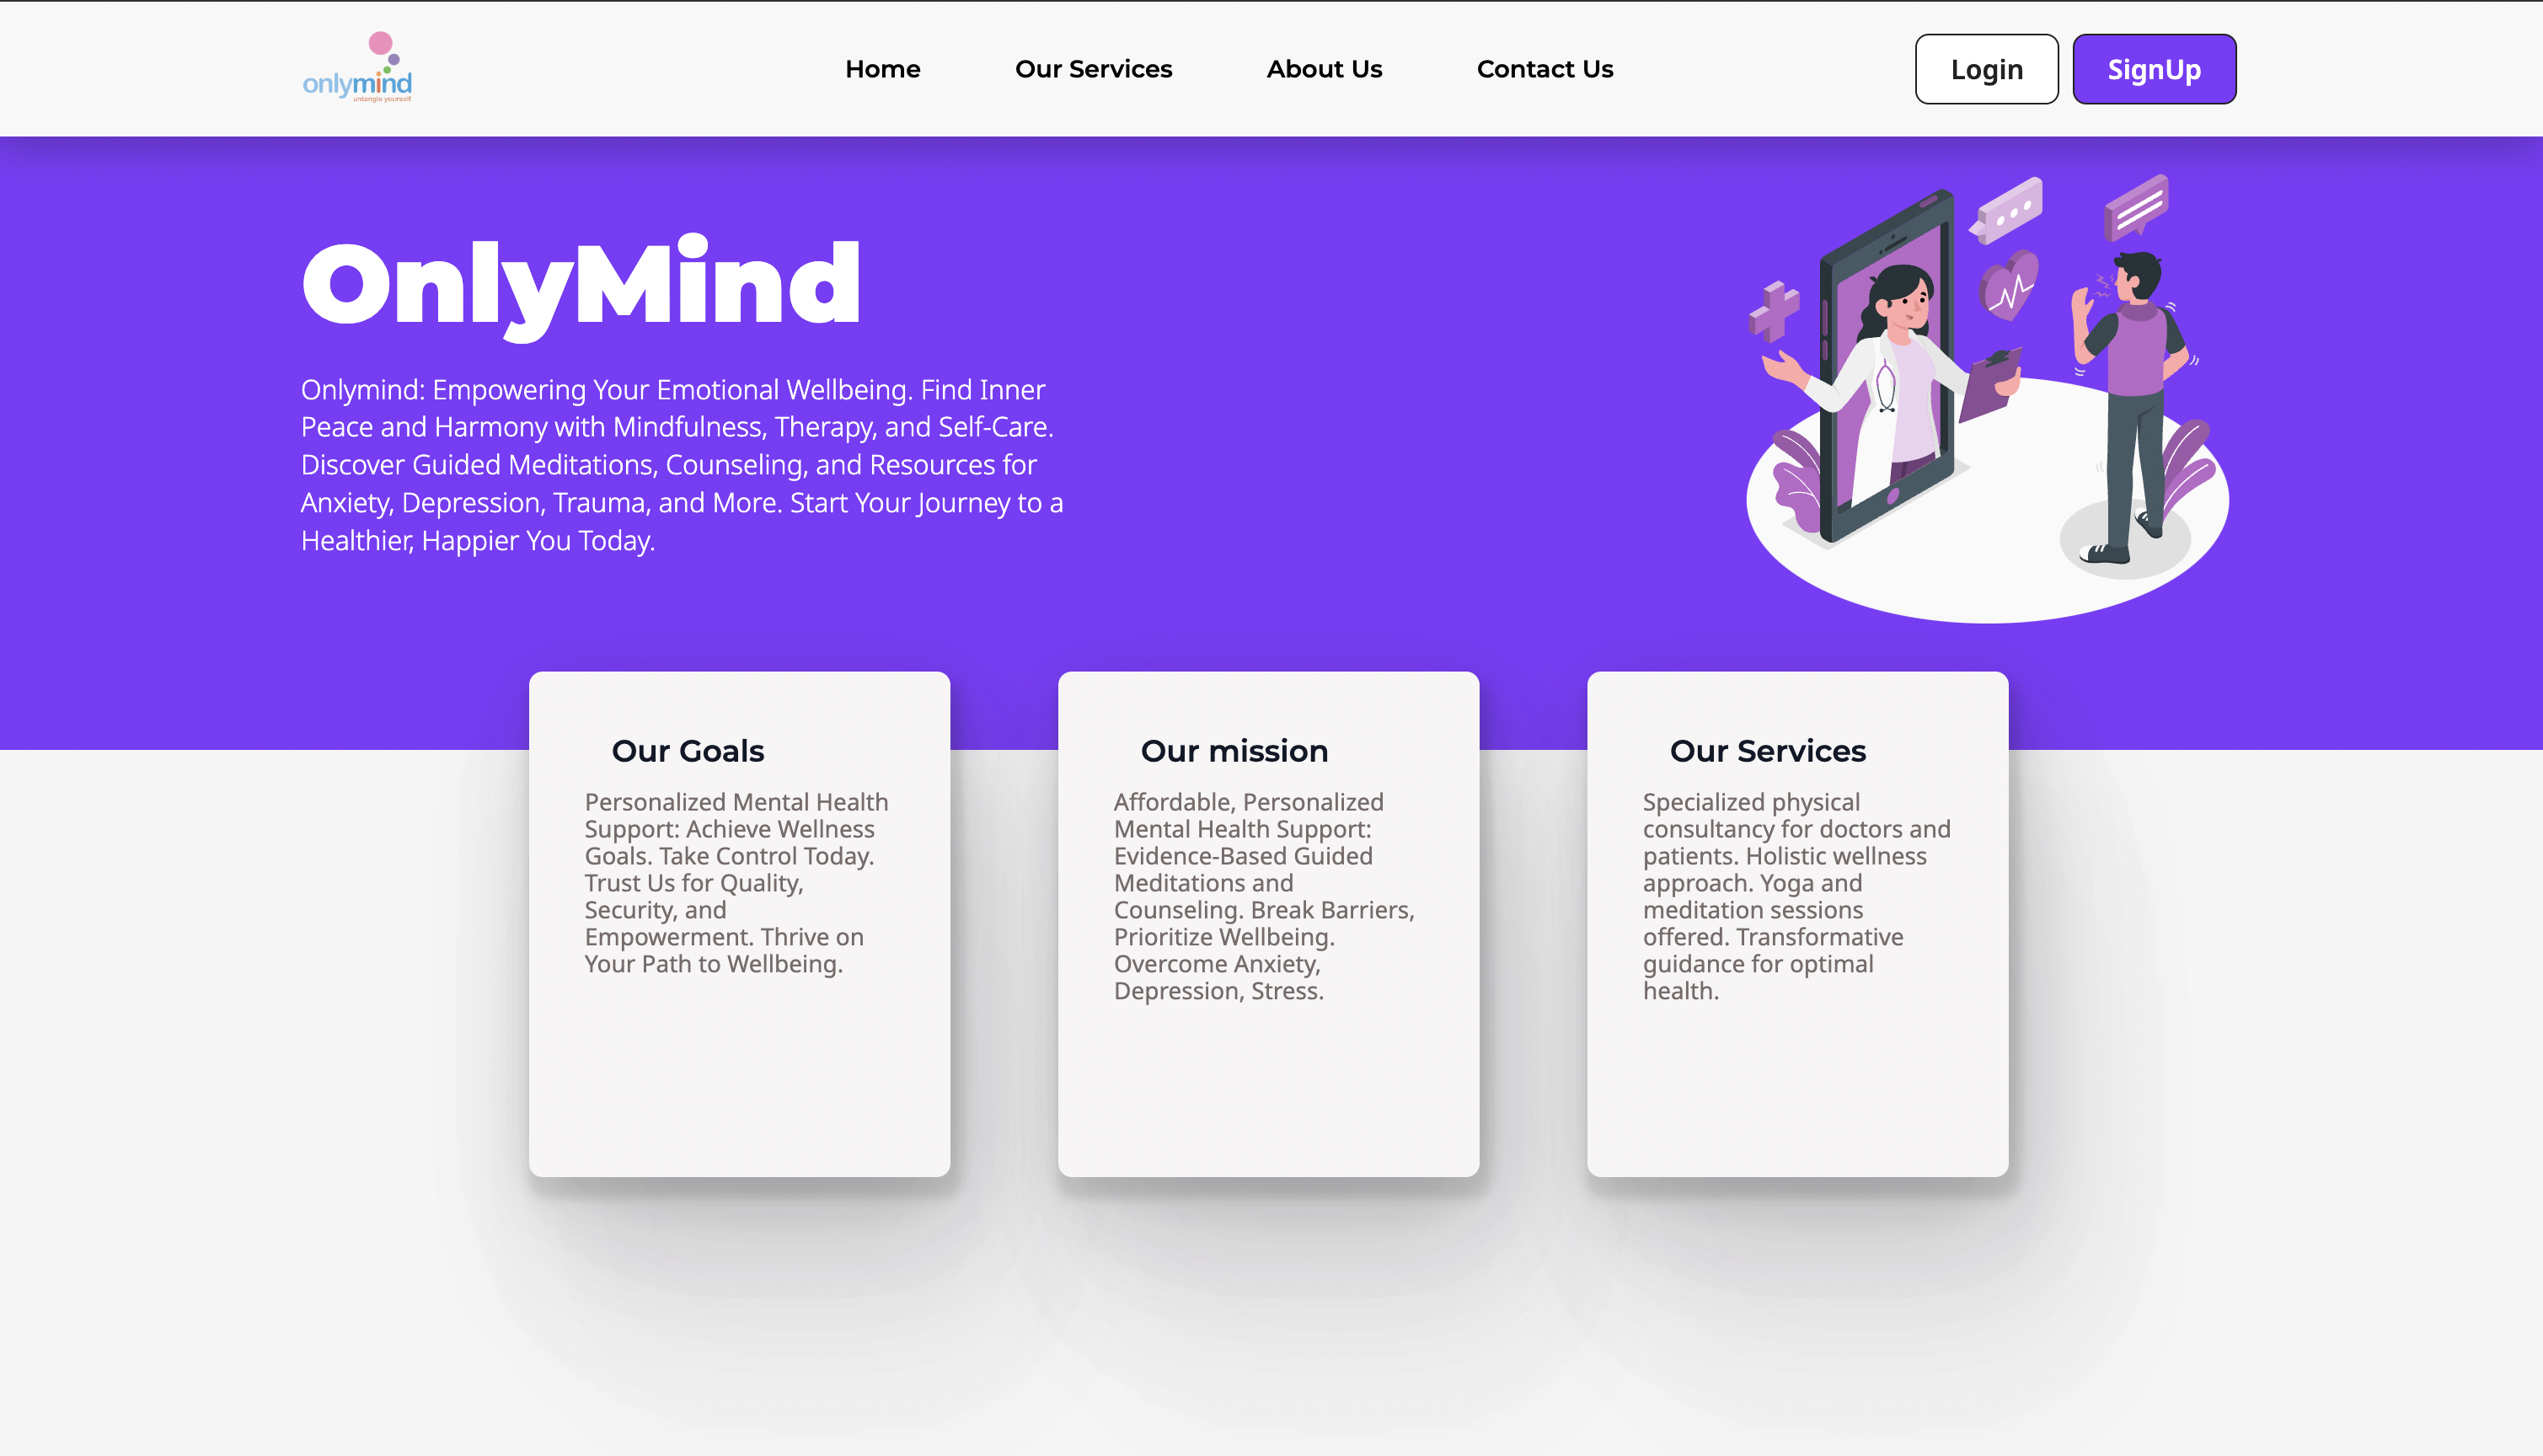 onlymind
untangle yourself
Home
Our Services
About Us
Contact Us
Login
SignUp
OnlyMind
Onlymind: Empowering Your Emotional Wellbeing. Find Inner
Peace and Harmony with Mindfulness, Therapy, and Self-Care.
Discover Guided Meditations, Counseling, and Resources for
Anxiety, Depression, Trauma, and More. Start Your Journey to a
Healthier, Happier You Today.
Our Goals
Personalized Mental Health
Support: Achieve Wellness
Goals. Take Control Today.
Trust Us for Quality,
Security, and
Empowerment. Thrive on
Your Path to Wellbeing.
Our mission
Affordable, Personalized
Mental Health Support:
Evidence-Based Guided
Meditations and
Counseling. Break Barriers,
Prioritize Wellbeing.
Overcome Anxiety,
Depression, Stress.
Our Services
Specialized physical
consultancy for doctors and
patients. Holistic wellness
approach. Yoga and
meditation sessions
offered. Transformative
guidance for optimal
health.